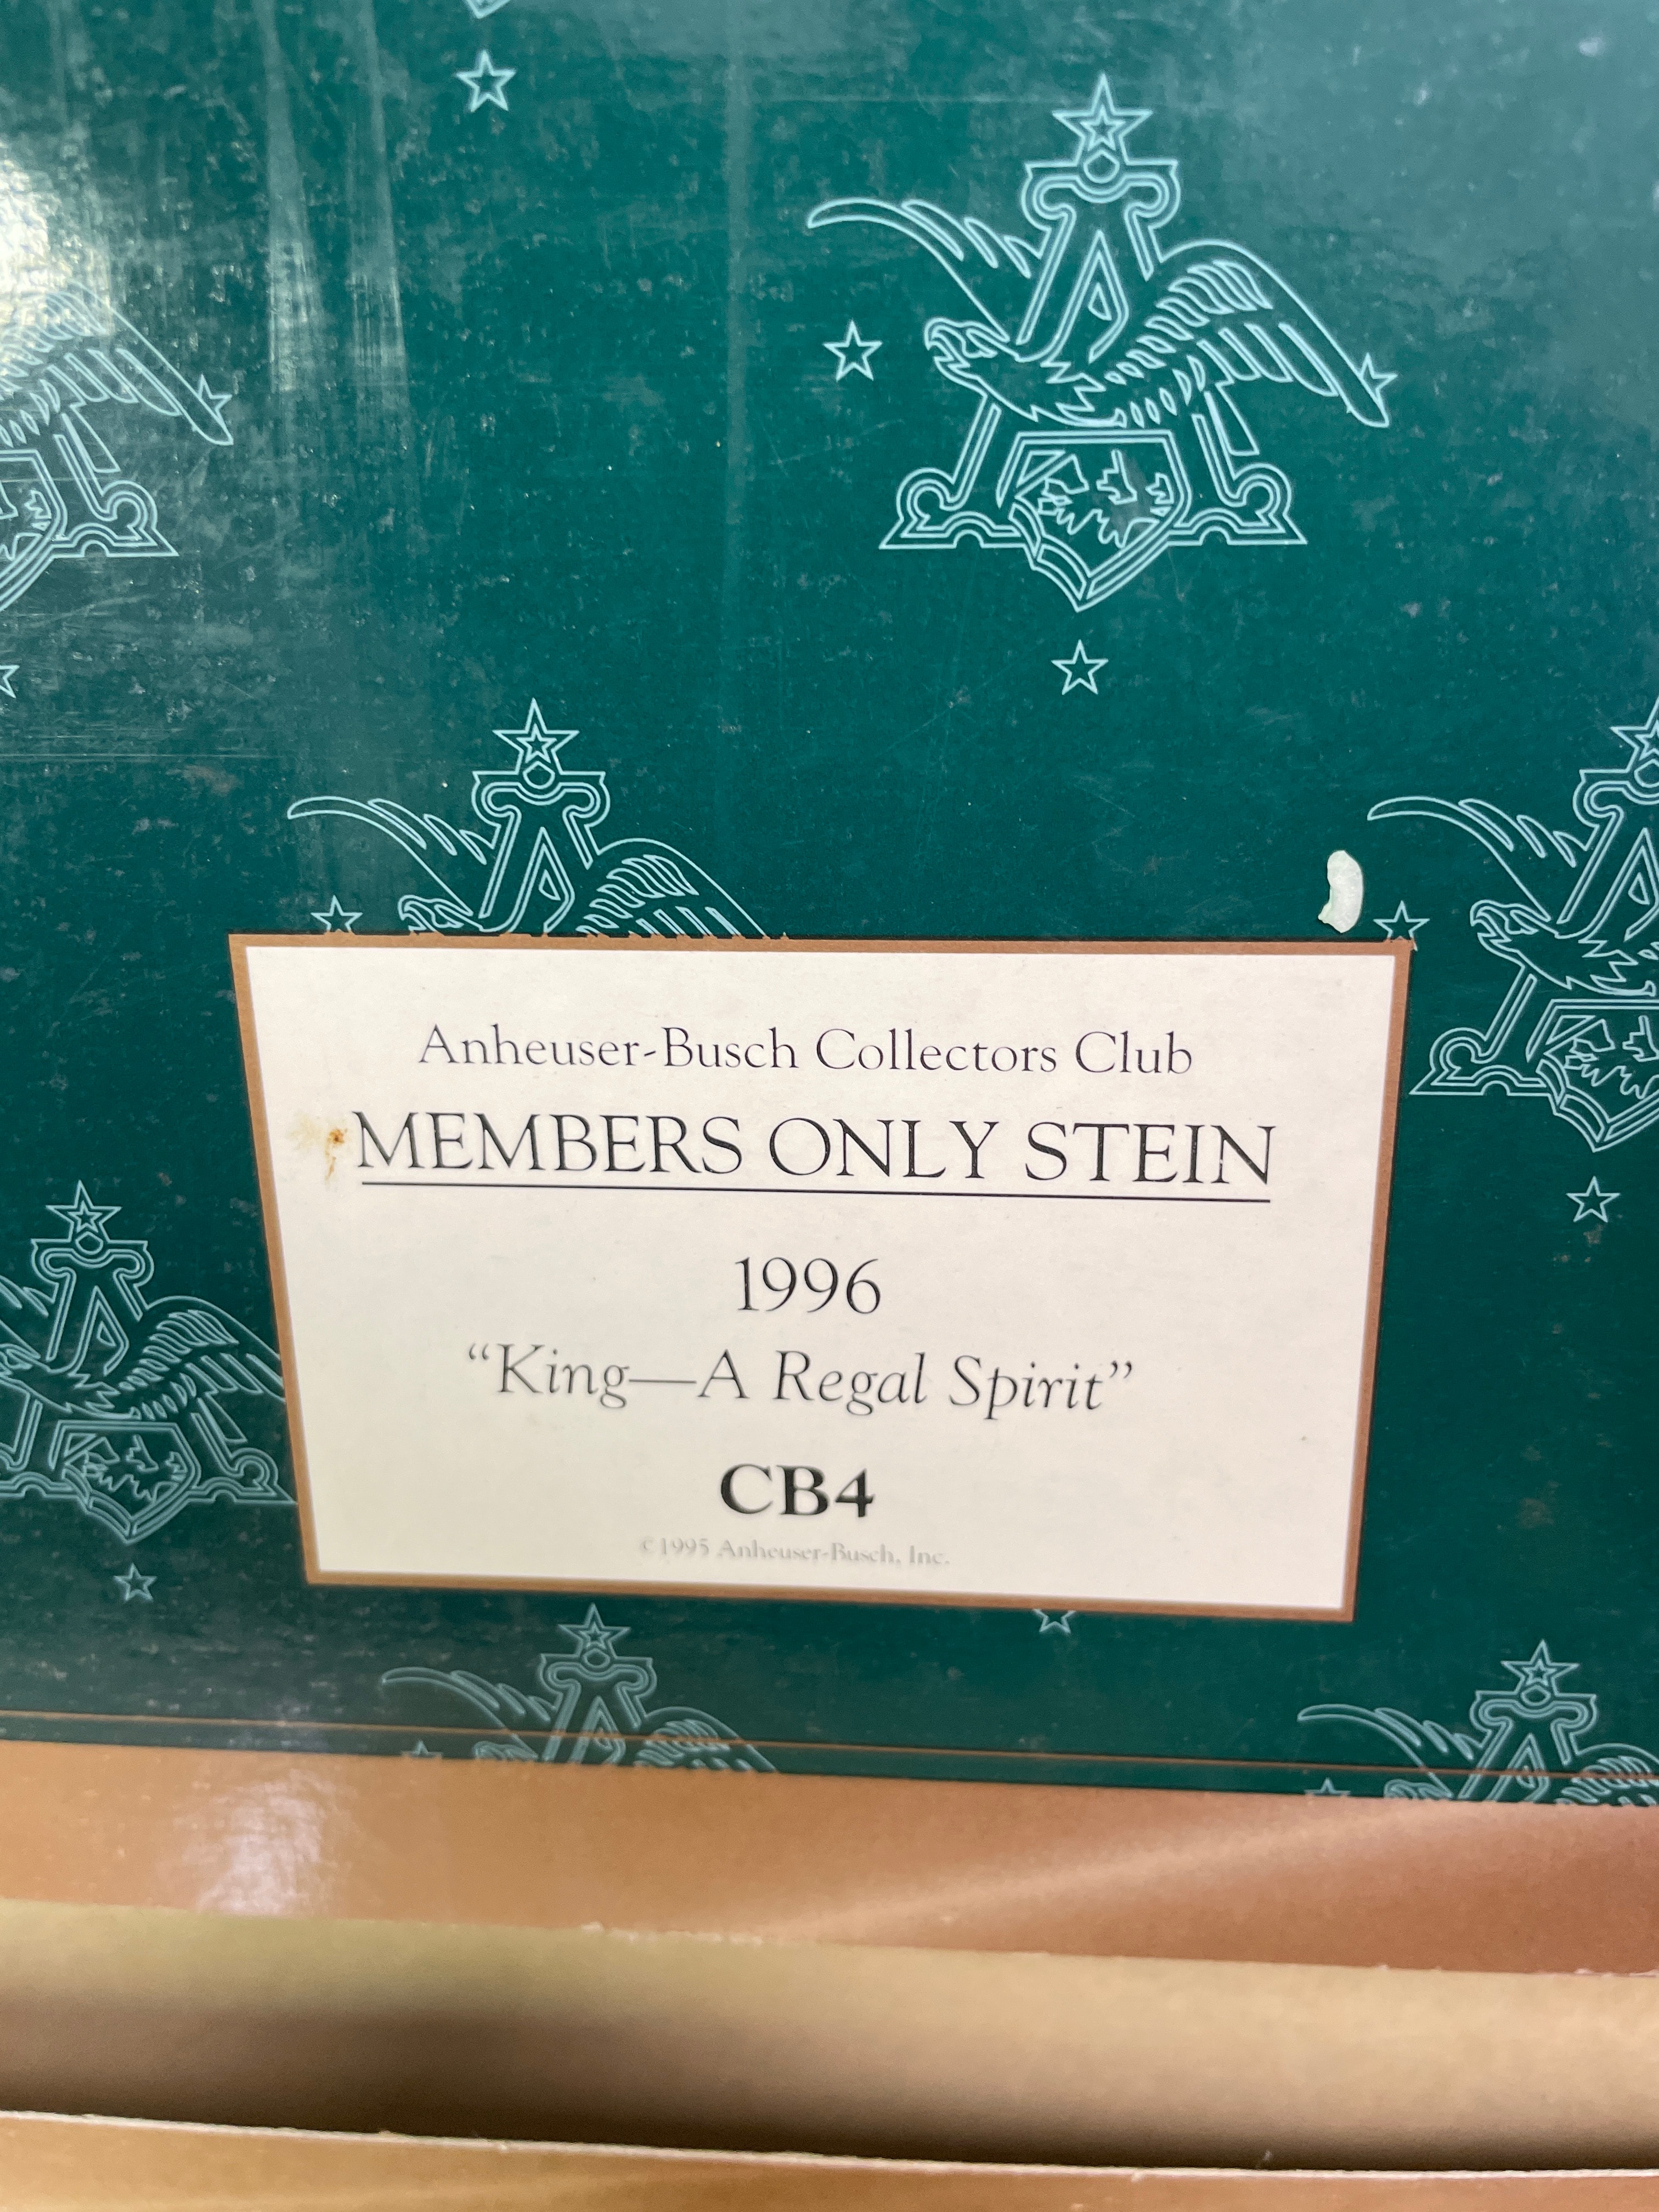 Anheuser-Busch Collectors Club
MEMBERS ONLY STEIN
1996
“King—A Regal Spirit”
CB4
©1995 Anheuser-Busch, Inc.